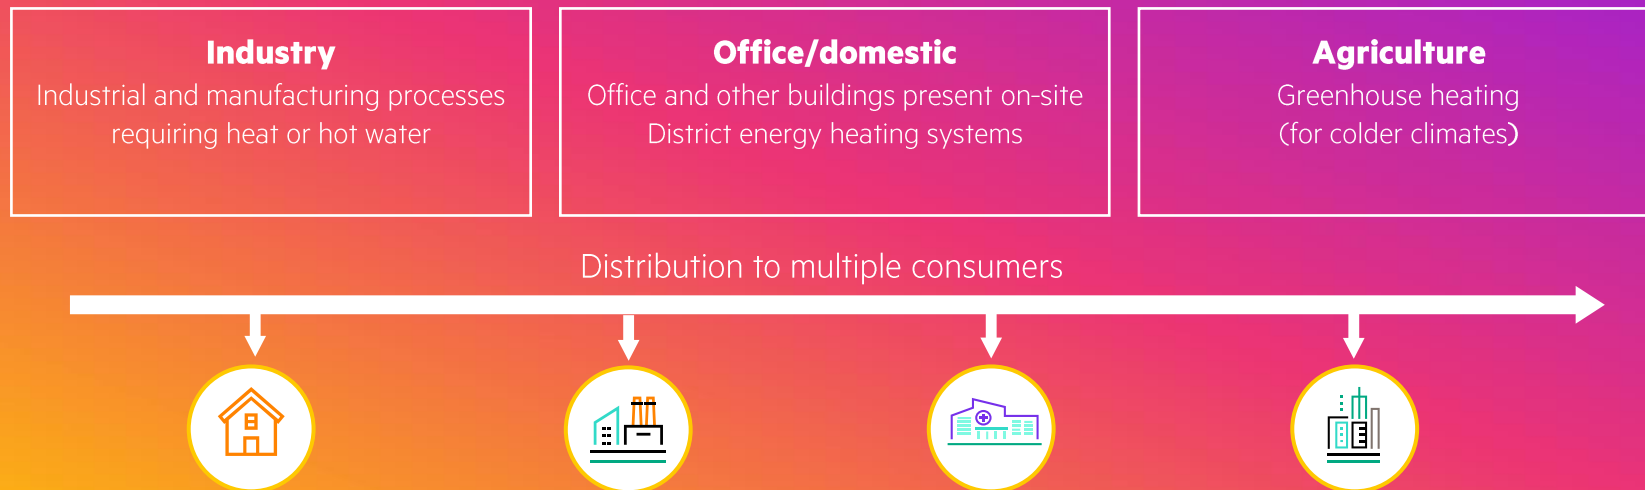 Industry
Industrial and manufacturing processes
requiring heat or hot water
Office/domestic
Office and other buildings present on-site
District energy heating systems
Agriculture
Greenhouse heating
(for colder climates)
Distribution to multiple consumers